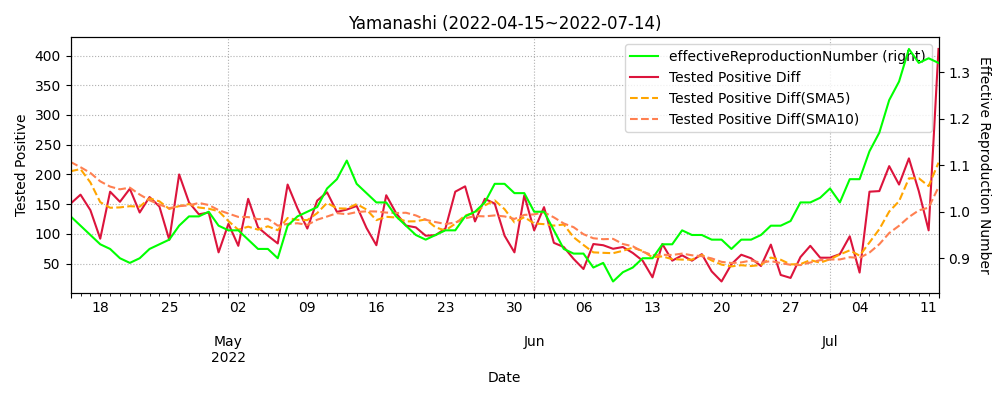 Yamanashi (2022-04-15~2022-07-14)
effectiveReproductionNumber (right)
Tested Positive Diff
Tested Positive Diff(SMA5)
Tested Positive Diff(SMA10)
Tested Positive
400
350
300
250
200
150
100
50
1.3
1.2
1.1
1.0
0.9
Effective Reproduction Number
18 25 02 09 16 23 30 06 13 20 27 04 11
May Jun Jul
2022
Date